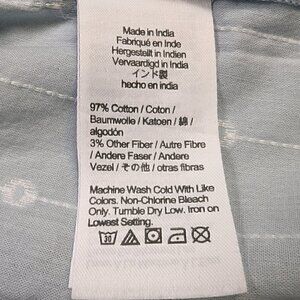 Made in India
Fabriqué en Inde
Hergestellt in Indien
Vervaardigd in India
インド製
hecho en india
97% Cotton / Coton /
Baumwolle / Katoen / 綿 /
algodón
3% Other Fiber / Autre Fibre
/ Andere Faser / Andere
Vezel / その他 / otras fibras
Machine Wash Cold With Like
Colors. Non-Chlorine Bleach
Only. Tumble Dry Low. Iron on
Lowest Setting.
30